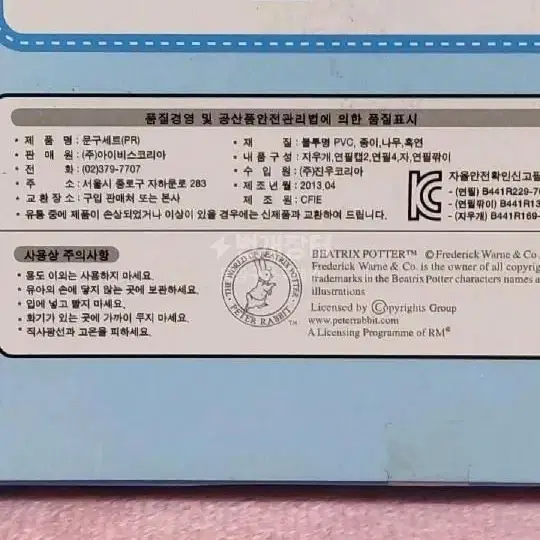 품질경영 및 공산품안전관리법에 의한 품질표시
• 제 품 명 : 문구세트(PR)
• 판 매 원 : (주)아이비스코리아
• 전 화 : (02)379-7707
• 주 소 : 서울시 종로구 자하문로 283
• 교 환 장 소 : 구입 판매처 또는 본사
• 재 질 : 불투명 PVC, 종이,나무,흑연
• 내 품 구 성 : 지우개,연필캡2,연필4,자,연필깎이
• 수 입 원 : (주)진우코리아
• 제 조 년 월 : 2013.04
• 제 조 원 : CFIE
• 유통 중에 제품이 손상되었거나 이상이 있을 경우에는 신제품과 교환하여 드립니다.
자율안전확인신고필
- (연필) B441R229-70
- (연필깎이) B441R13
- (지우개) B441R169-
사용상 주의사항
• 용도 이외는 사용하지 마세요.
• 유아의 손에 닿지 않는 곳에 보관하세요.
• 입에 넣고 빨지 마세요.
• 화기가 있는 곳에 가까이 두지 마세요.
• 직사광선과 고온을 피하세요.
THE WORLD OF BEATRIX POTTER
PETER RABBIT
TM
번개장터
BEATRIX POTTER™ © Frederick Warne & Co.
Frederick Warne & Co. is the owner of all copyrig
trademarks in the Beatrix Potter characters names a
illustrations
Licensed by Copyrights Group
www.peterrabbit.com
A Licensing Programme of RM®